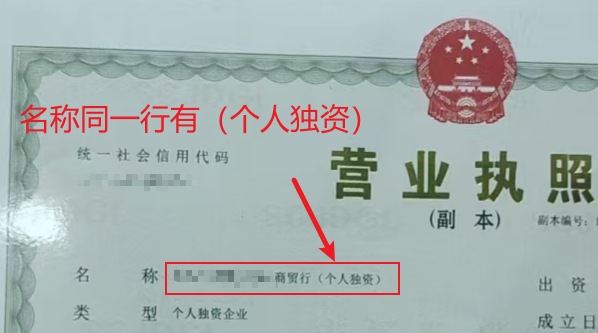 名称同一行有（个人独资）
统一社会信用代码
营业执照
(副 本)
副本编号:
名 称 商贸行（个人独资）
出 资
类 型 个人独资企业
成 立 日